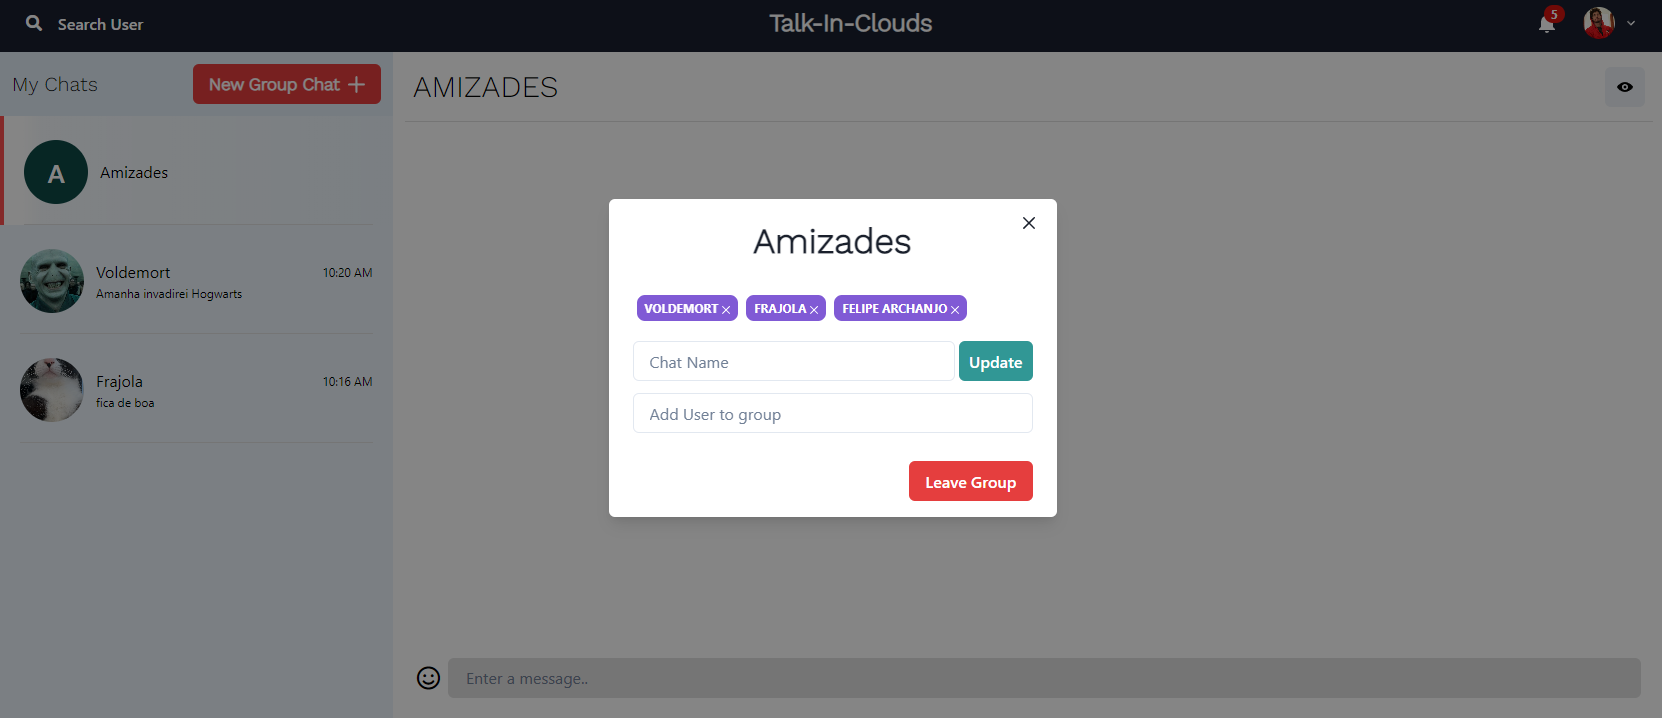 Search User
Talk-In-Clouds
5
My Chats
New Group Chat
A
Amizades
Voldemort
10:20 AM
Amanha invadirei Hogwarts
Frajola
10:16 AM
fica de boa
AMIZADES
Amizades
VOLDEMORT
FRAJOLA
FELIPE ARCHANJO
Chat Name
Update
Add User to group
Leave Group
Enter a message..